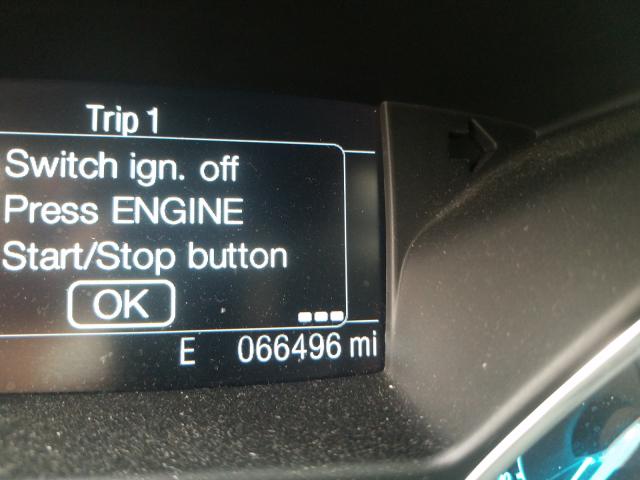 Trip 1
Switch ign. off
Press ENGINE
Start/Stop button
OK
E 066496 mi